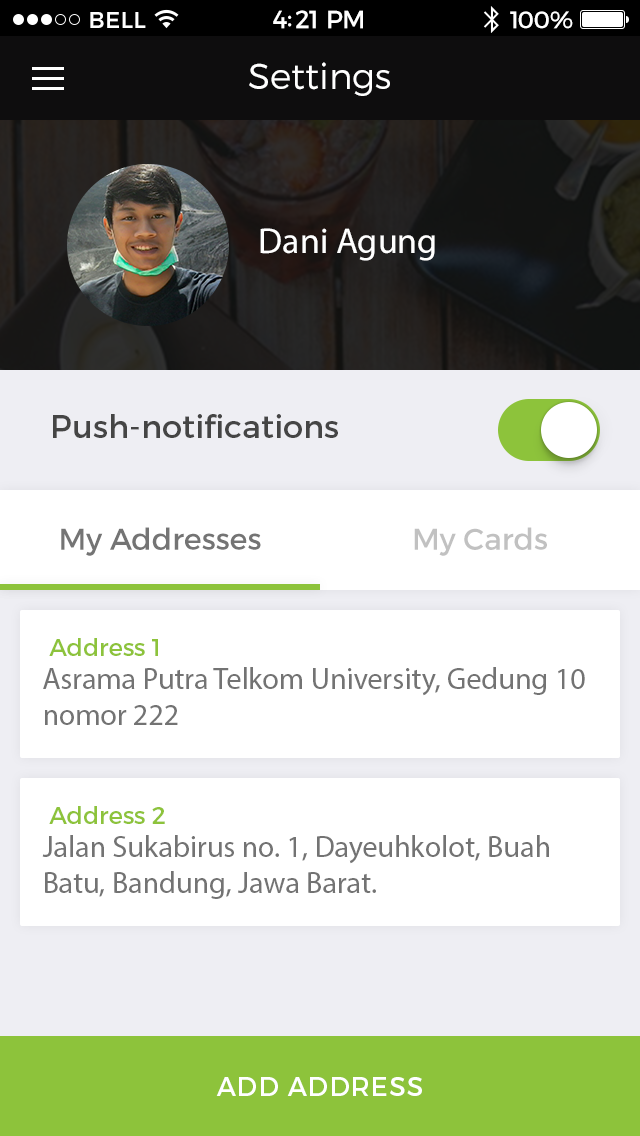 BELL 4:21 PM 100%
Settings
Dani Agung
Push-notifications
My Addresses My Cards
Address 1
Asrama Putra Telkom University, Gedung 10
nomor 222
Address 2
Jalan Sukabirus no. 1, Dayeuhkolot, Buah
Batu, Bandung, Jawa Barat.
ADD ADDRESS